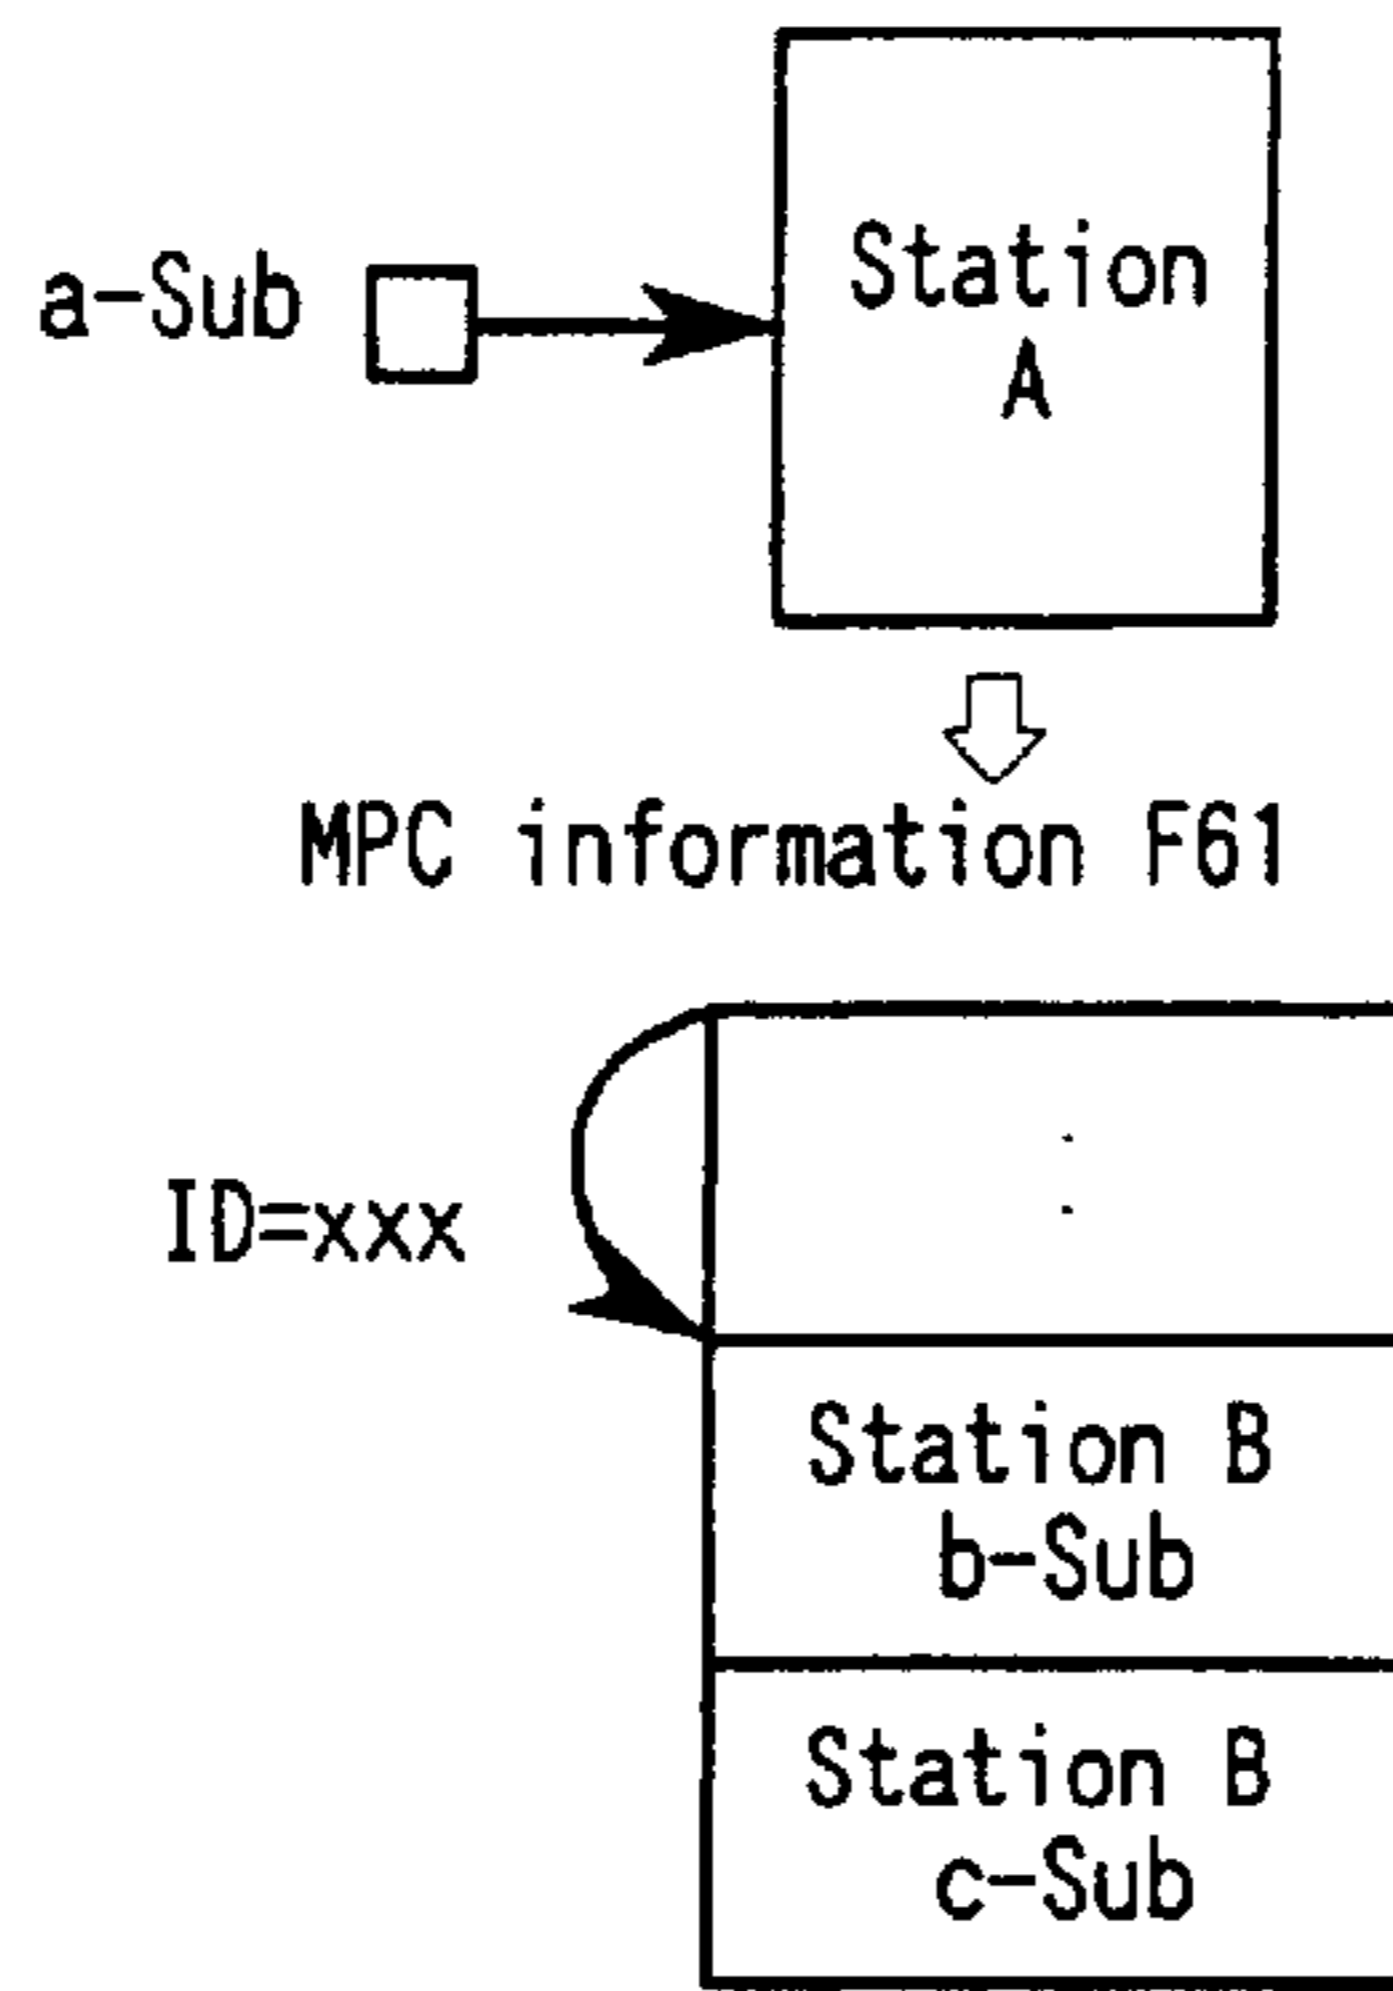 Station
A
a-Sub
MPC information F61
:
ID=xxx
Station B
b-Sub
Station B
c-Sub